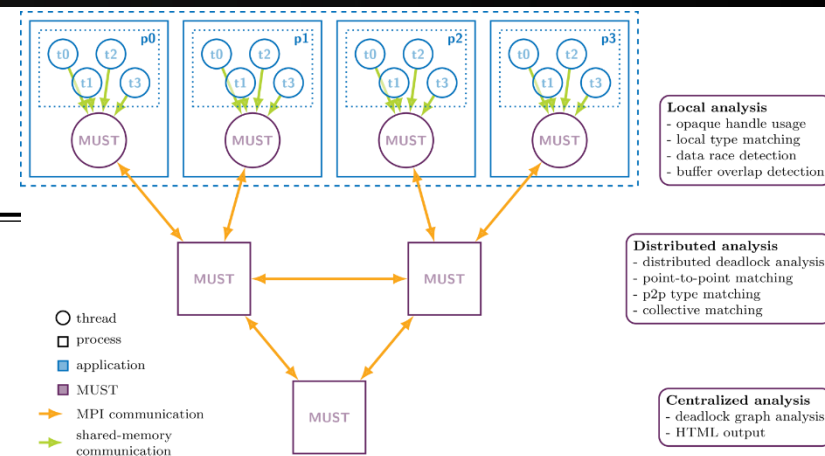 p0
p1
p2
p3
t0
t2
t0
t2
t0
t2
t0
t2
t1
t3
t1
t3
t1
t3
t1
t3
MUST
MUST
MUST
MUST
Local analysis
- opaque handle usage
- local type matching
- data race detection
- buffer overlap detection
MUST
MUST
Distributed analysis
- distributed deadlock analysis
- point-to-point matching
- p2p type matching
- collective matching
thread
process
application
MUST
MPI communication
shared-memory
communication
MUST
Centralized analysis
- deadlock graph analysis
- HTML output